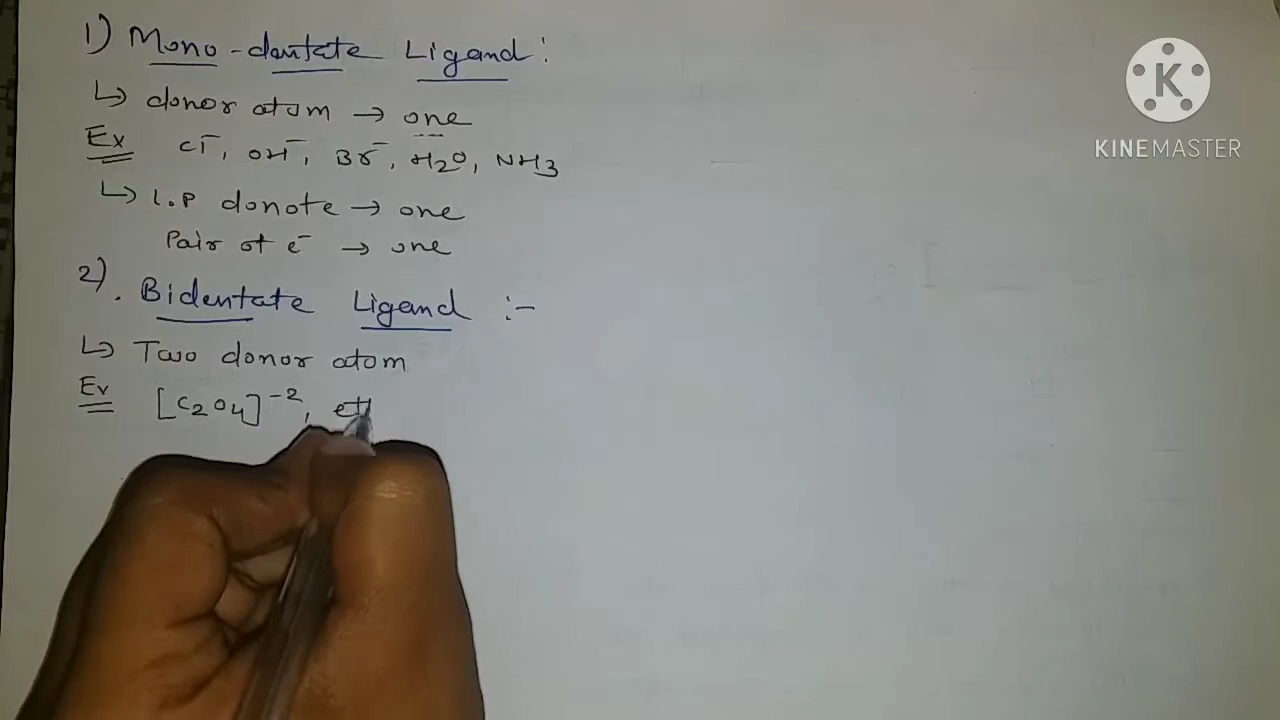 1) Mono-dentate Ligand:
↳ donor atom → one
Ex Cl⁻, OH⁻, Br⁻, H₂O, NH₃
↳ l.P donote → one
Pair of e⁻ → one
2). Bidentate Ligand :-
↳ Two donor atom
Ex [C₂O₄]⁻², eth
KINEMASTER